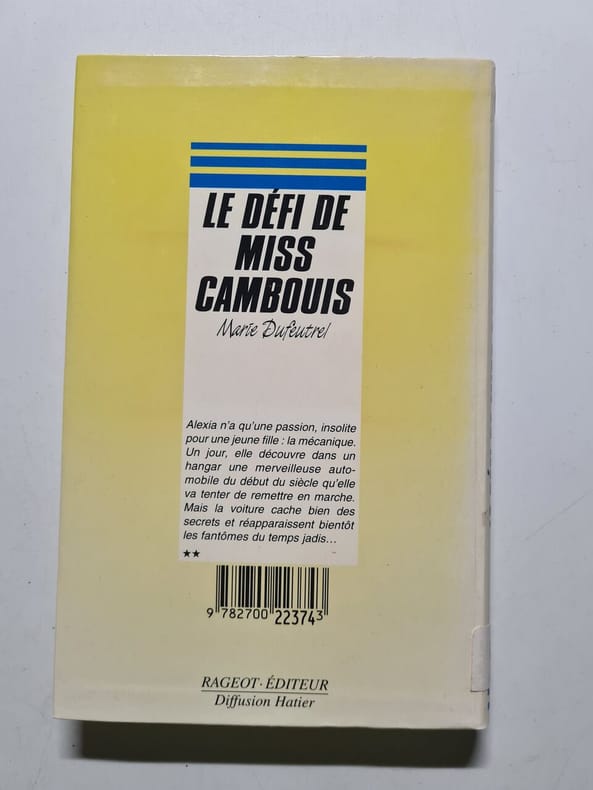 LE DÉFI DE
MISS
CAMBOUIS
Marie Dufeutrel
Alexia n'a qu'une passion, insolite
pour une jeune fille : la mécanique.
Un jour, elle découvre dans un
hangar une merveilleuse auto-
mobile du début du siècle qu'elle
va tenter de remettre en marche.
Mais la voiture cache bien des
secrets et réapparaissent bientôt
les fantômes du temps jadis...
★★
9 782700 223743
RAGEOT·ÉDITEUR
Diffusion Hatier